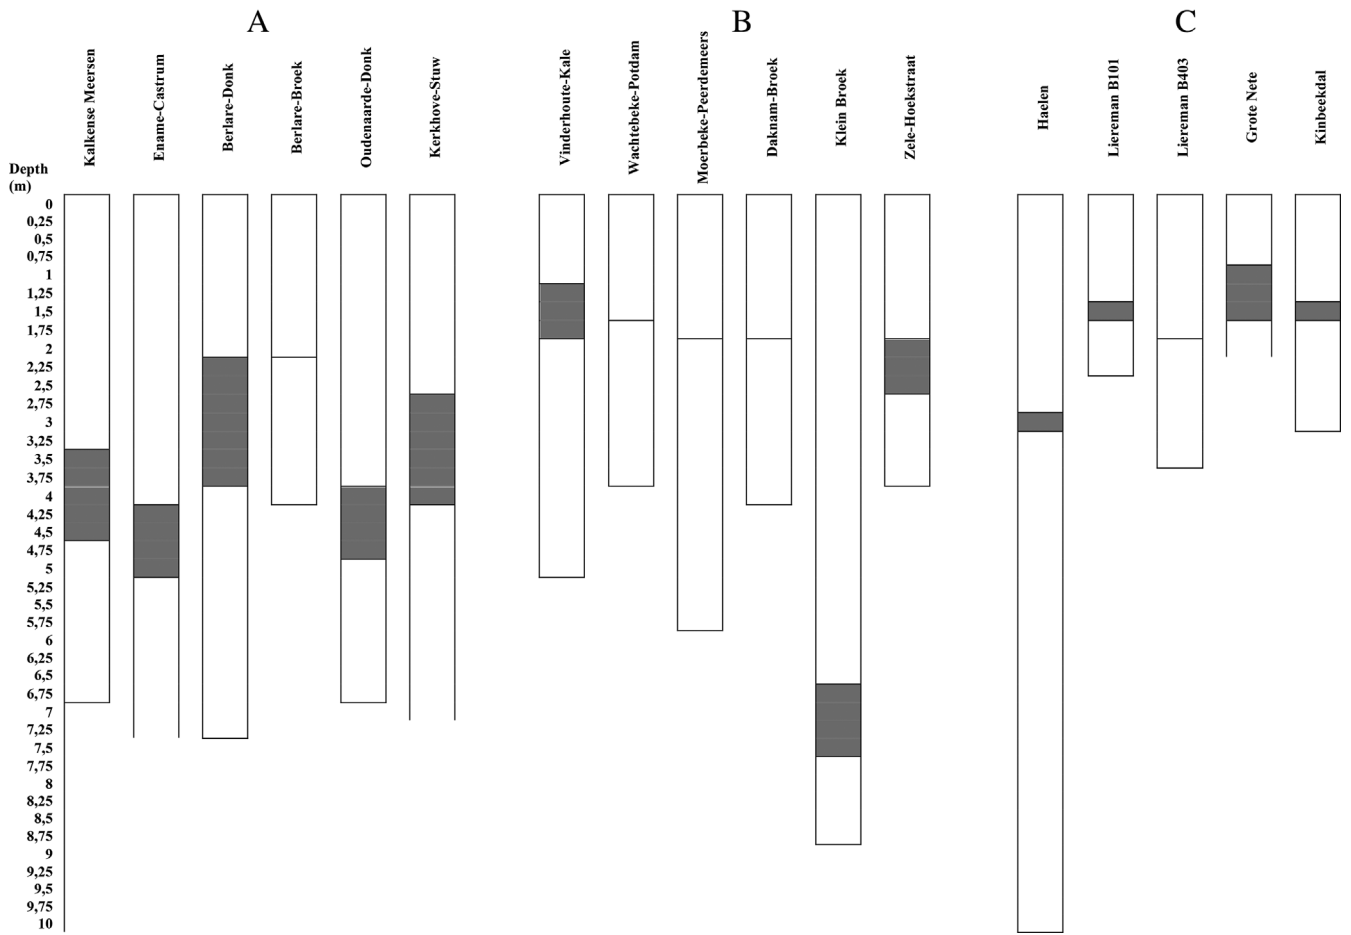 A
B
C
Kalkense Meersen
Ename-Castrum
Berlare-Donk
Berlare-Broek
Oudenaarde-Donk
Kerkhove-Stuw
Vinderhoute-Kale
Wachtebeke-Potdam
Moerbeke-Peerdemeers
Daknam-Broek
Klein Broek
Zele-Hoekstraat
Haelen
Liereman B101
Liereman B403
Grote Nete
Kinbeekdal
Depth
(m)
0
0,25
0,5
0,75
1
1,25
1,5
1,75
2
2,25
2,5
2,75
3
3,25
3,5
3,75
4
4,25
4,5
4,75
5
5,25
5,5
5,75
6
6,25
6,5
6,75
7
7,25
7,5
7,75
8
8,25
8,5
8,75
9
9,25
9,5
9,75
10